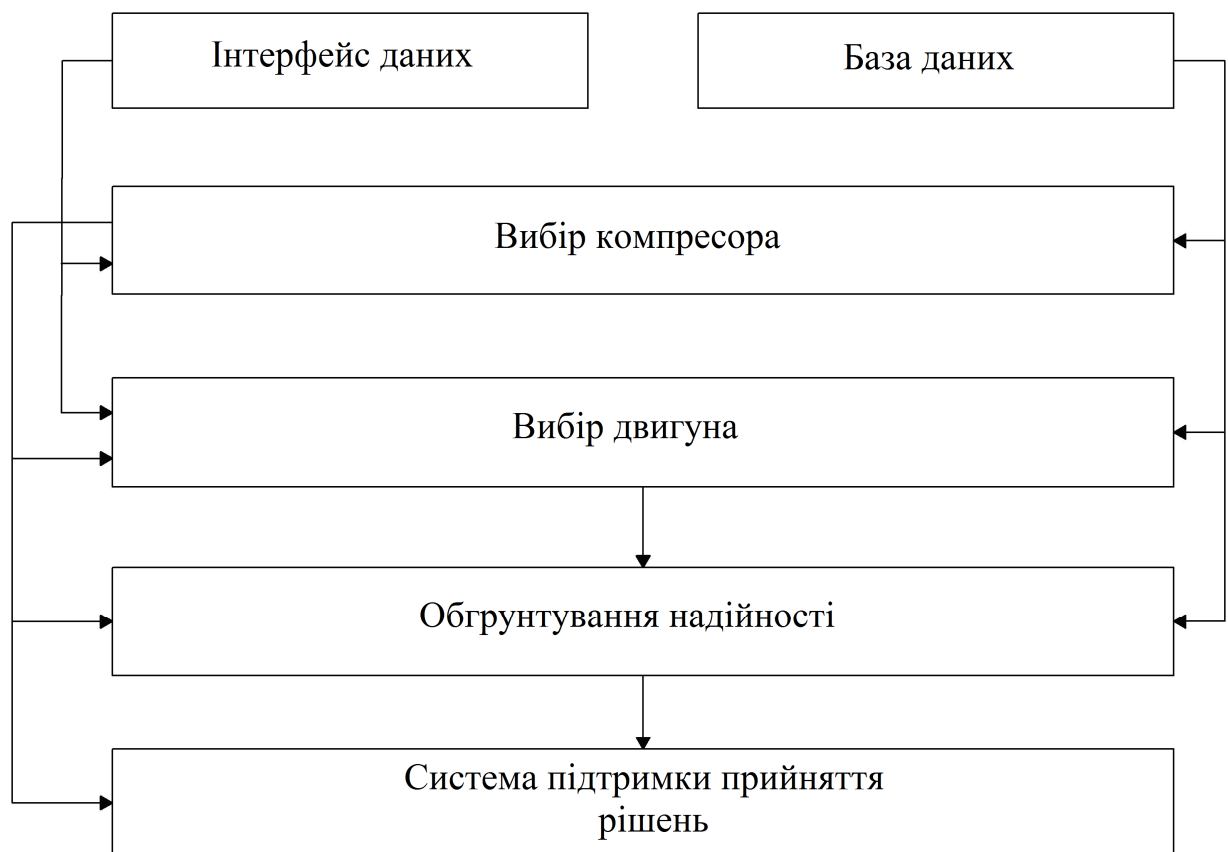 Інтерфейс даних
База даних
Вибір компресора
Вибір двигуна
Обгрунтування надійності
Система підтримки прийняття
рішень